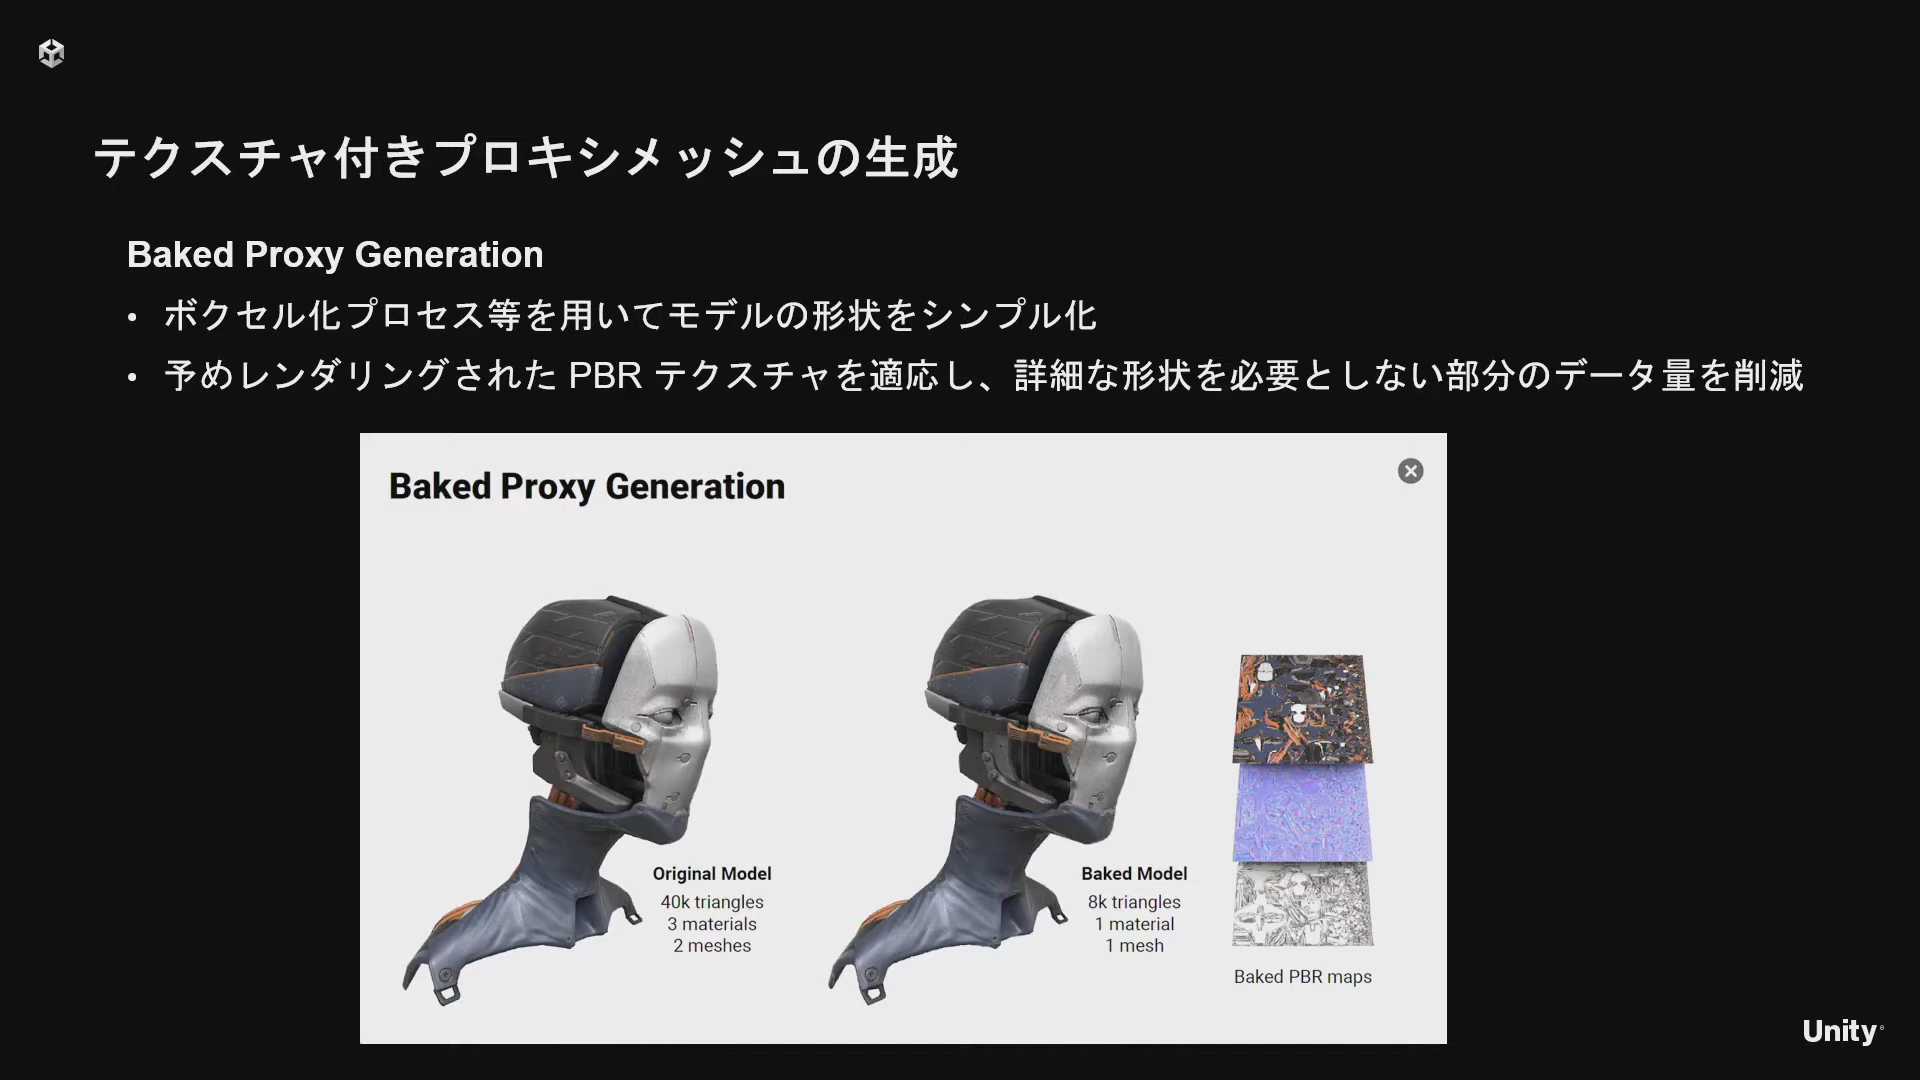 テクスチャ付きプロキシメッシュの生成
Baked Proxy Generation
• ボクセル化プロセス等を用いてモデルの形状をシンプル化
• 予めレンダリングされた PBR テクスチャを適応し、詳細な形状を必要としない部分のデータ量を削減
Baked Proxy Generation
Original Model
40k triangles
3 materials
2 meshes
Baked Model
8k triangles
1 material
1 mesh
Baked PBR maps
Unity